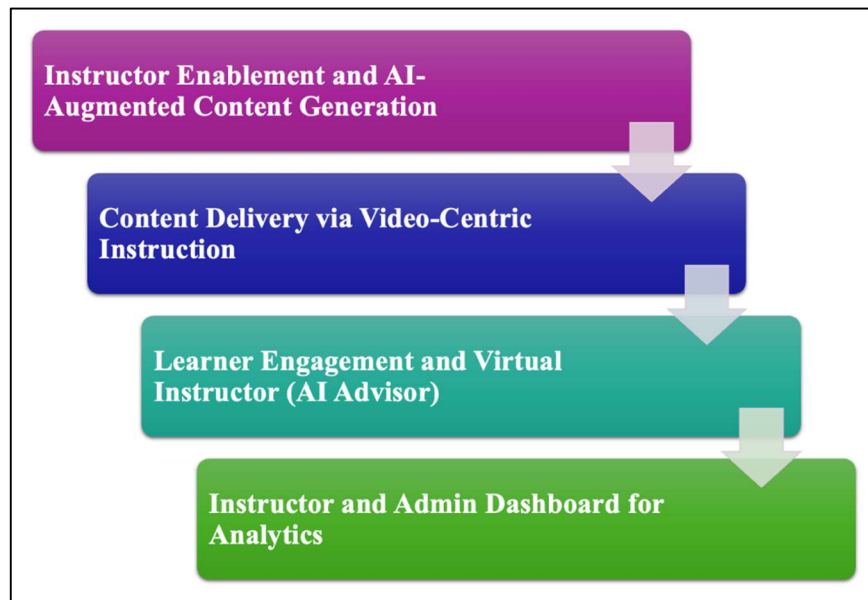 Instructor Enablement and AI-
Augmented Content Generation
Content Delivery via Video-Centric
Instruction
Learner Engagement and Virtual
Instructor (AI Advisor)
Instructor and Admin Dashboard for
Analytics